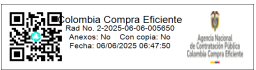 Colombia Compra Eficiente
Rad No. 2-2025-06-06-005650
Anexos: No Con copia: No
Fecha: 06/06/2025 06:47:50
Agencia Nacional
de Contratación Pública
Colombia Compra Eficiente